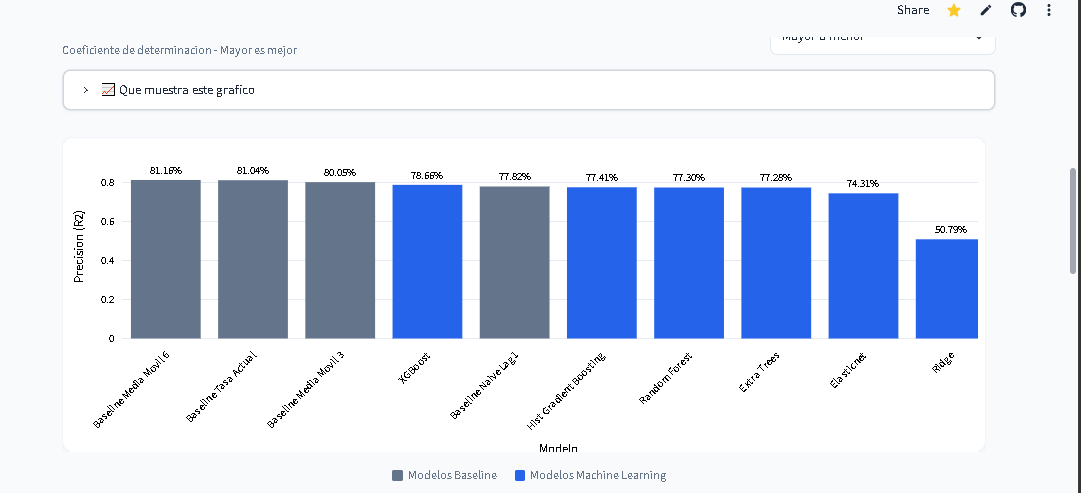 Share
Coeficiente de determinacion - Mayor es mejor
Mayor a menor
Que muestra este grafico
81.16%
81.04%
80.05%
78.66%
77.82%
77.41%
77.30%
77.28%
74.31%
50.79%
Precision (R2)
0.8
0.6
0.4
0.2
0
Baseline Media Movil 6
Baseline Tasa Actual
Baseline Media Movil 3
XGBoost
Baseline Naive Lag1
Hist Gradient Boosting
Random Forest
Extra Trees
Elasticnet
Ridge
Modelo
Modelos Baseline
Modelos Machine Learning